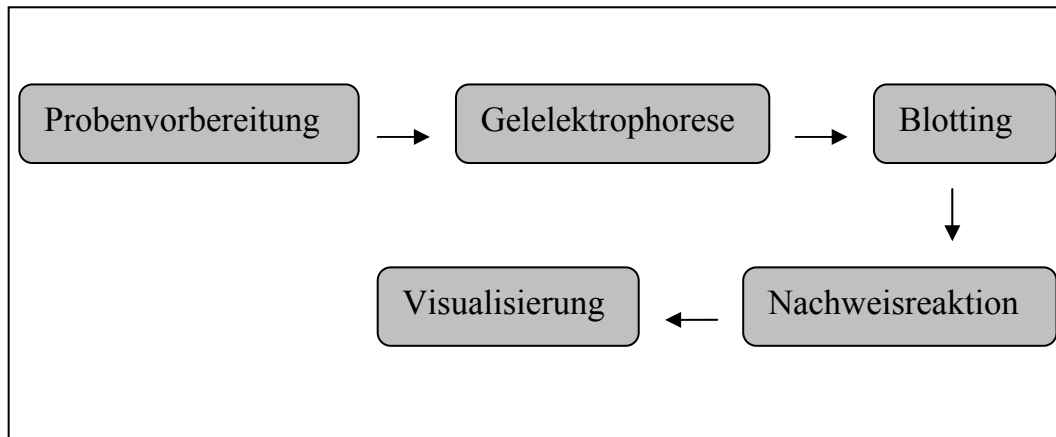 Probenvorbereitung
Gelelektrophorese
Blotting
Nachweisreaktion
Visualisierung